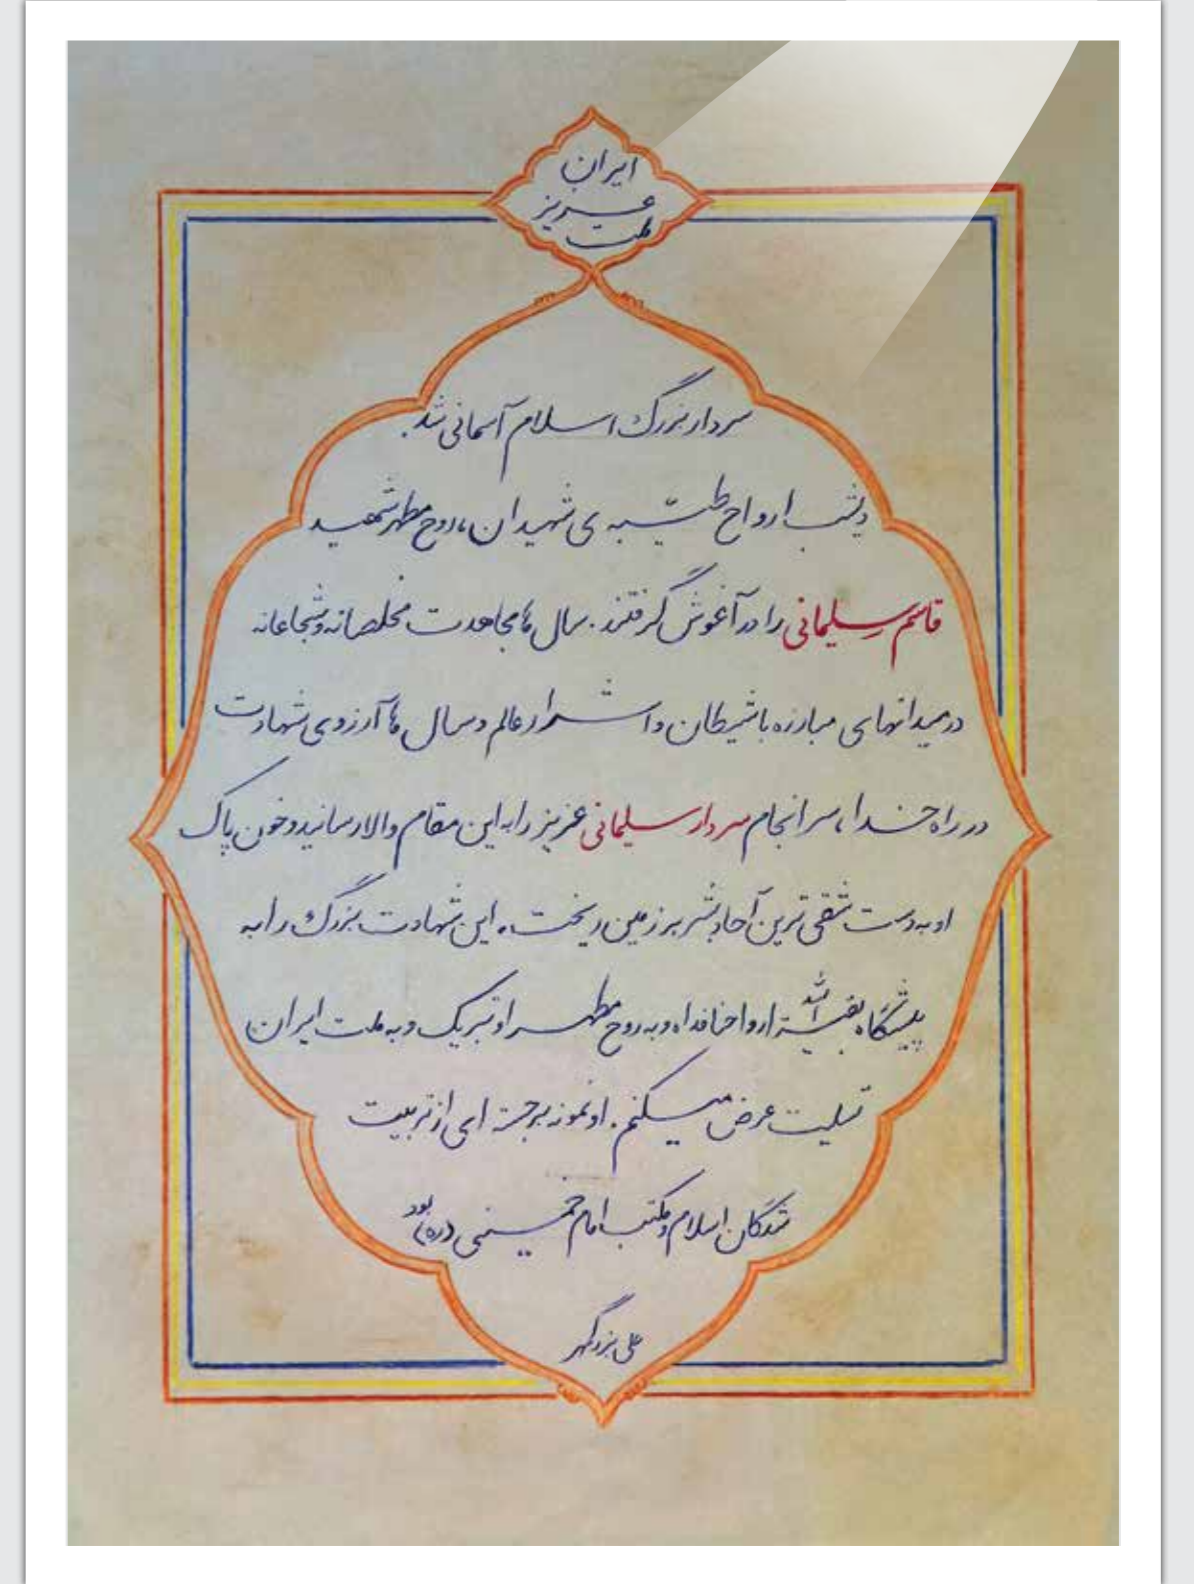 ایران
عزیز
ملت
سردار بزرگ اسلام آسمانی شد.
دیشب ارواح طیّبه ی شهیدان، روح مطهر شهید
قاسم سلیمانی را در آغوش گرفتند. سال ها مجاهدت مخلصانه و شجاعانه
در میدانهای مبارزه با شیطان و اشرار عالم و سال ها آرزوی شهادت
در راه خدا، سرانجام سردار سلیمانی عزیز را به این مقام والا رسانید و خون پاک
او به دست شقی ترین آحاد بشر بر زمین ریخت. این شهادت بزرگ را به
پیشگاه بقیة الله ارواحنا فداه و به روح مطهر او تبریک و به ملت ایران
تسلیت عرض میکنم. او نمونه برجسته ای از تربیت
شدگان اسلام و مکتب امام خمینی (ره) بود
علی بزرگمهر